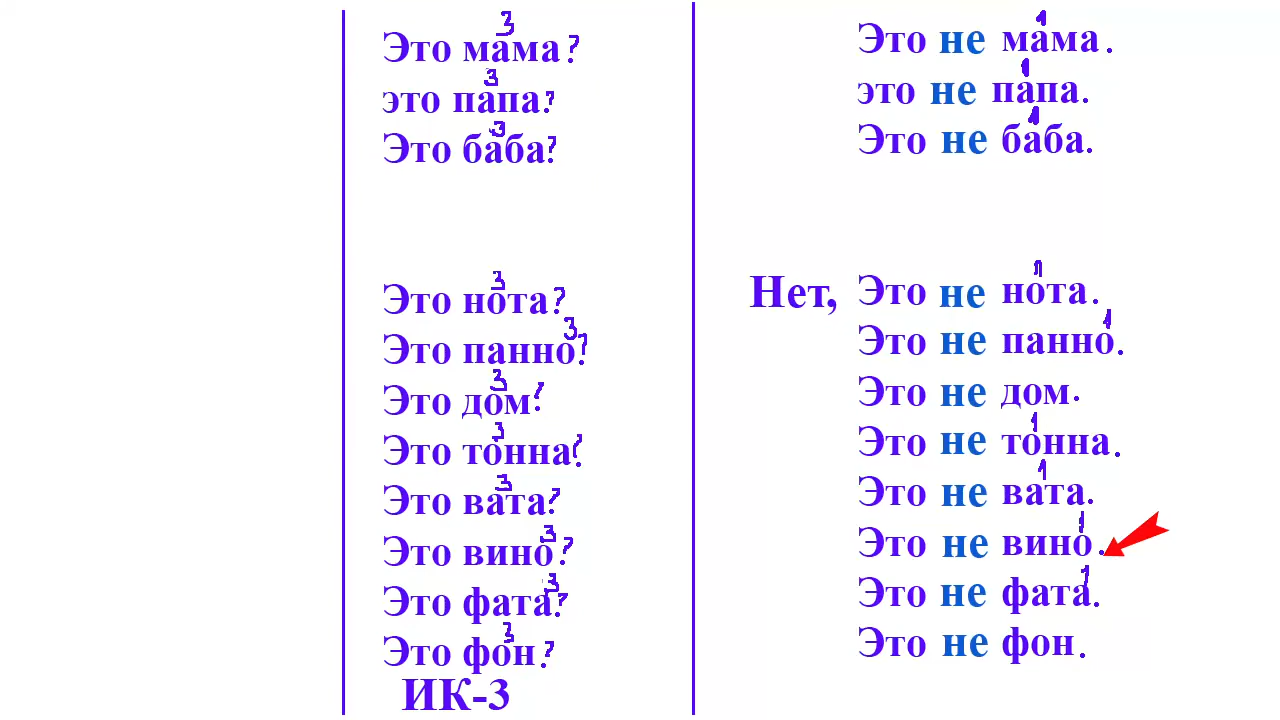 Это мама?
это папа?
Это баба?
Это нота?
Это панно?
Это дом?
Это тонна?
Это вата?
Это вино?
Это фата?
Это фон?
ИК-3
Это не мама.
это не папа.
Это не баба.
Нет, Это не нота.
Это не панно.
Это не дом.
Это не тонна.
Это не вата.
Это не вино.
Это не фата.
Это не фон.